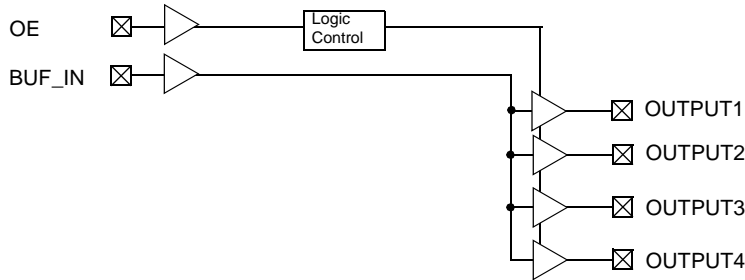 OE
Logic
Control
BUF_IN
OUTPUT1
OUTPUT2
OUTPUT3
OUTPUT4